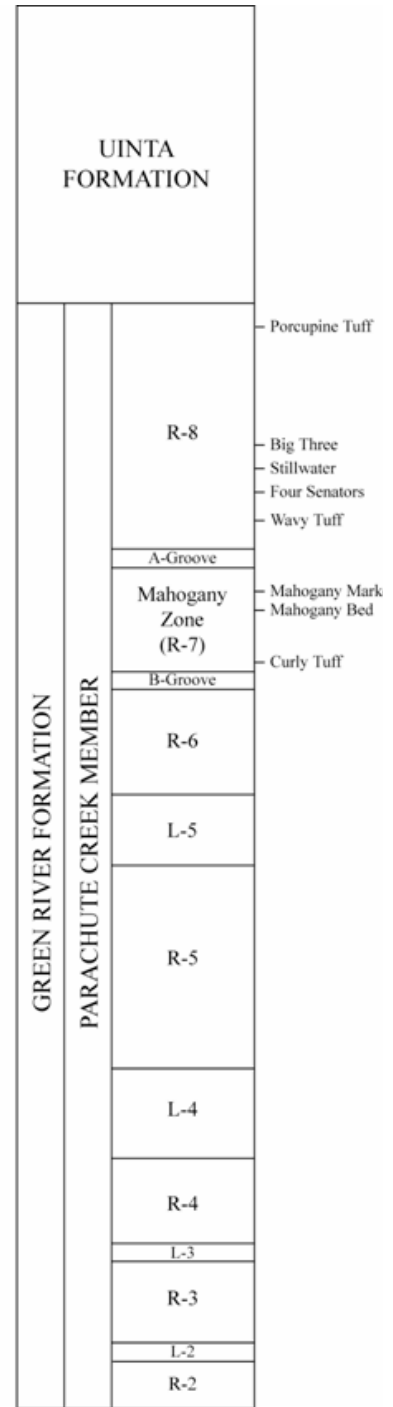 UINTA
FORMATION
Porcupine Tuff
R-8
Big Three
Stillwater
Four Senators
Wavy Tuff
A-Groove
Mahogany
Zone
(R-7)
Mahogany Mark
Mahogany Bed
Curly Tuff
B-Groove
GREEN RIVER FORMATION
PARACHUTE CREEK MEMBER
R-6
L-5
R-5
L-4
R-4
L-3
R-3
L-2
R-2